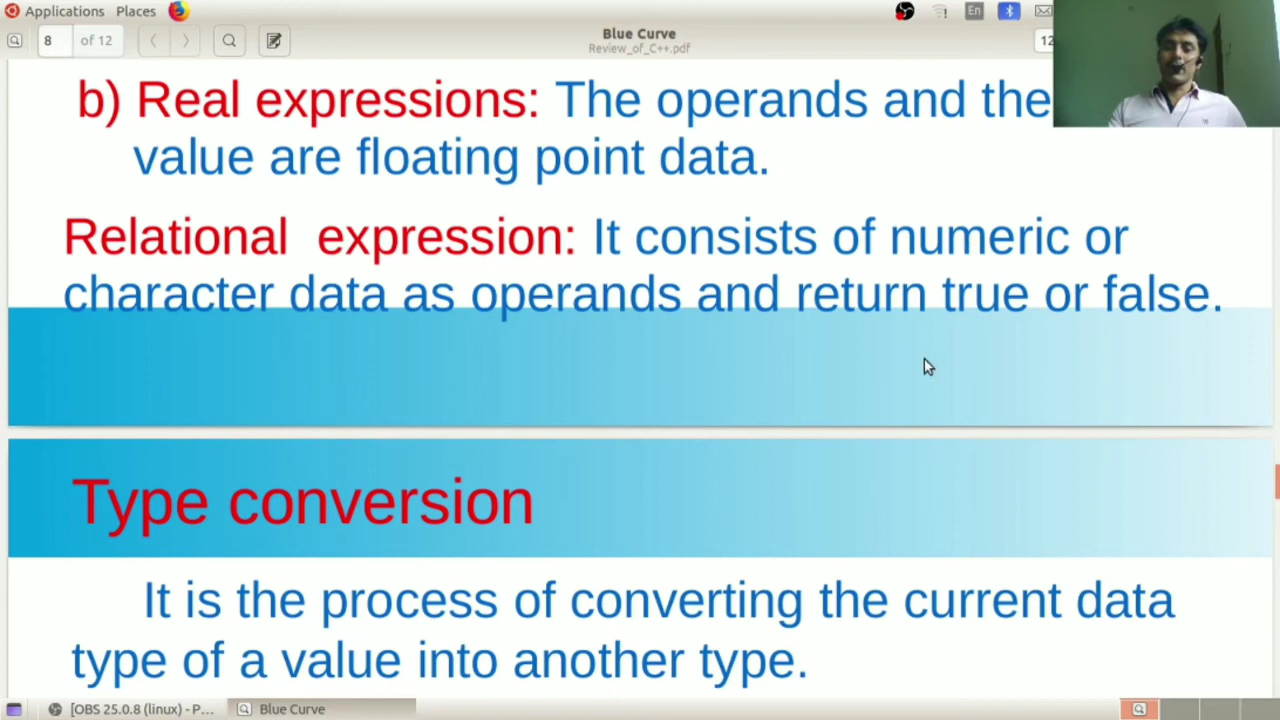 Applications Places
En
8 of 12
Blue Curve
Review_of_C++.pdf
12
b) Real expressions: The operands and the
value are floating point data.
Relational expression: It consists of numeric or
character data as operands and return true or false.
Type conversion
It is the process of converting the current data
type of a value into another type.
[OBS 25.0.8 (linux) - P...
Blue Curve